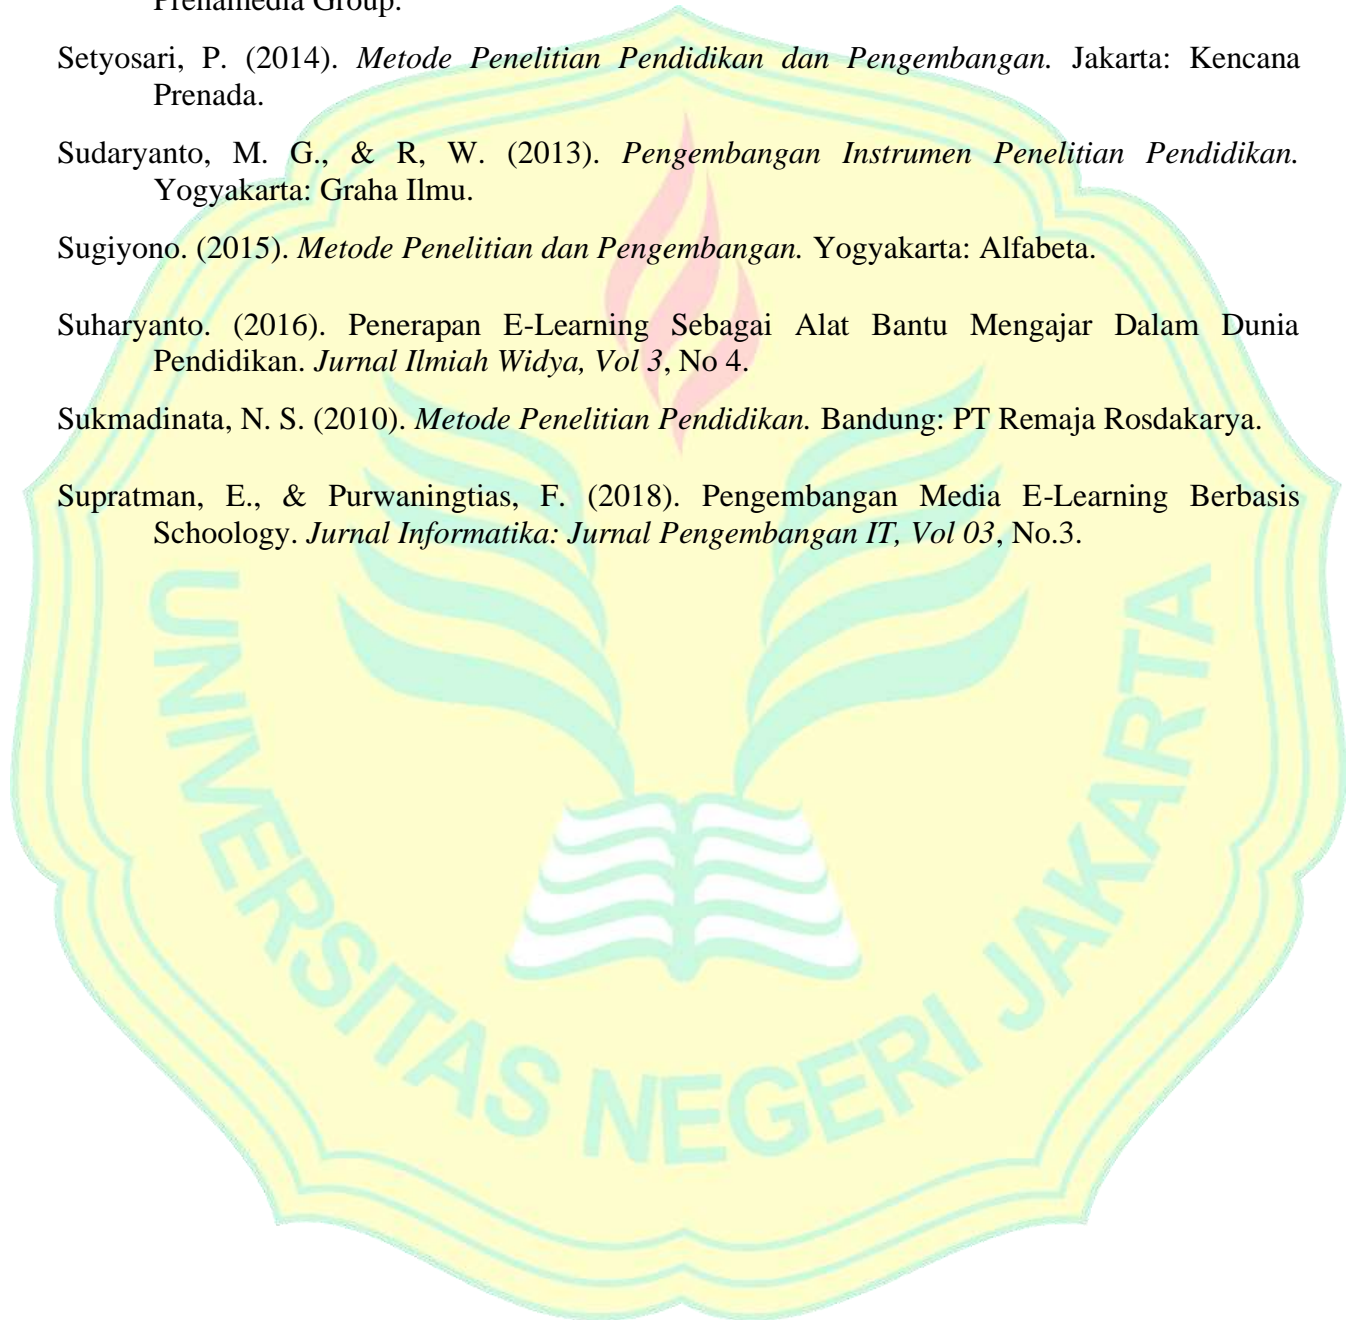 Prenamedia Group.
Setyosari, P. (2014). Metode Penelitian Pendidikan dan Pengembangan. Jakarta: Kencana
Prenada.
Sudaryanto, M. G., & R, W. (2013). Pengembangan Instrumen Penelitian Pendidikan.
Yogyakarta: Graha Ilmu.
Sugiyono. (2015). Metode Penelitian dan Pengembangan. Yogyakarta: Alfabeta.
Suharyanto. (2016). Penerapan E-Learning Sebagai Alat Bantu Mengajar Dalam Dunia
Pendidikan. Jurnal Ilmiah Widya, Vol 3, No 4.
Sukmadinata, N. S. (2010). Metode Penelitian Pendidikan. Bandung: PT Remaja Rosdakarya.
Supratman, E., & Purwaningtias, F. (2018). Pengembangan Media E-Learning Berbasis
Schoology. Jurnal Informatika: Jurnal Pengembangan IT, Vol 03, No.3.
UNIVERSITAS NEGERI JAKARTA